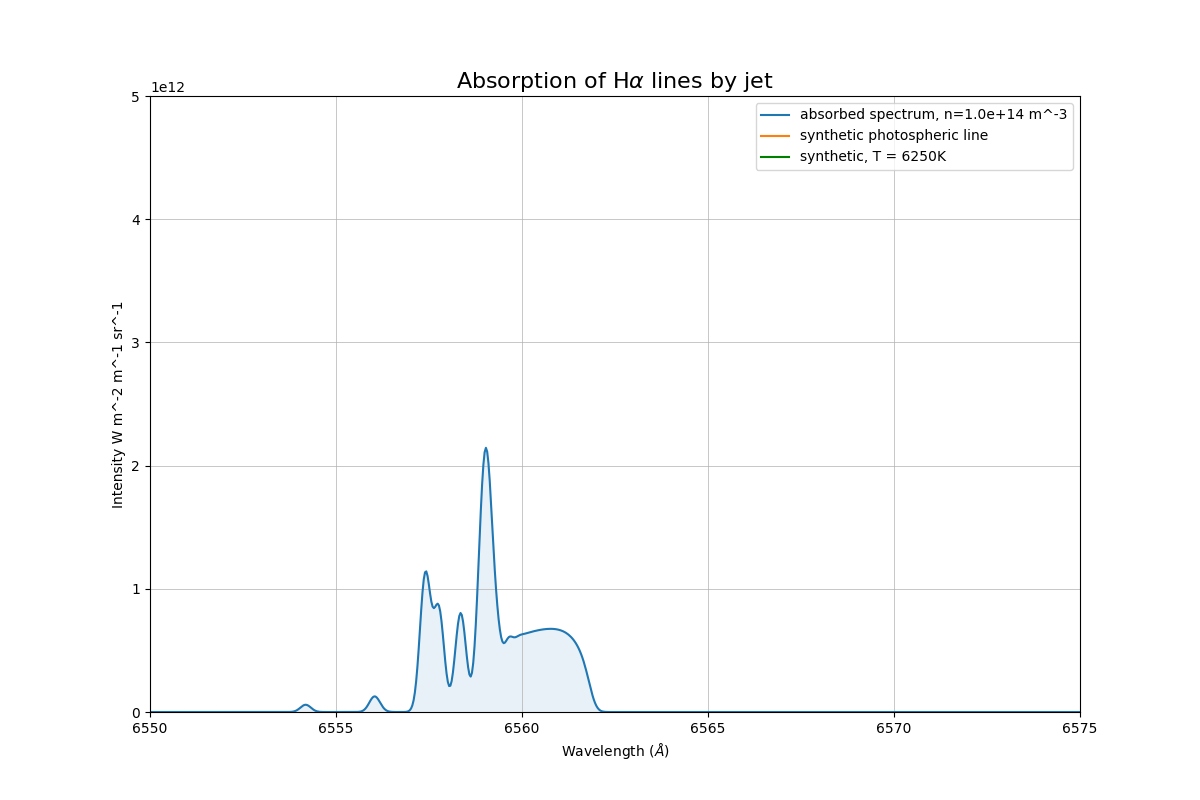 Absorption of Hα lines by jet
1e12
absorbed spectrum, n=1.0e+14 m^-3
synthetic photospheric line
synthetic, T = 6250K
Intensity W m^-2 m^-1 sr^-1
5
4
3
2
1
0
6550 6555 6560 6565 6570 6575
Wavelength (Å)